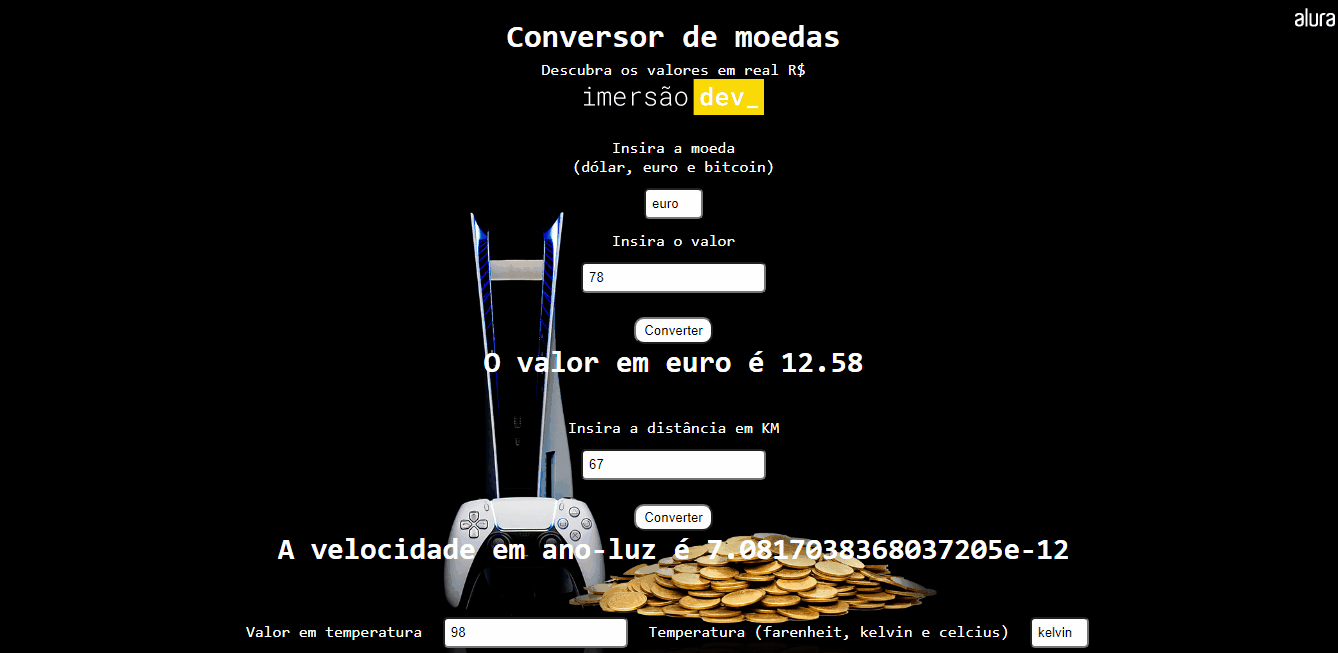 alura
Conversor de moedas
Descubra os valores em real R$
imersão dev_
Insira a moeda
(dólar, euro e bitcoin)
euro
Insira o valor
78
Converter
O valor em euro é 12.58
Insira a distância em KM
67
Converter
A velocidade em ano-luz é 7.0817038368037205e-12
Valor em temperatura 98 Temperatura (farenheit, kelvin e celcius) kelvin